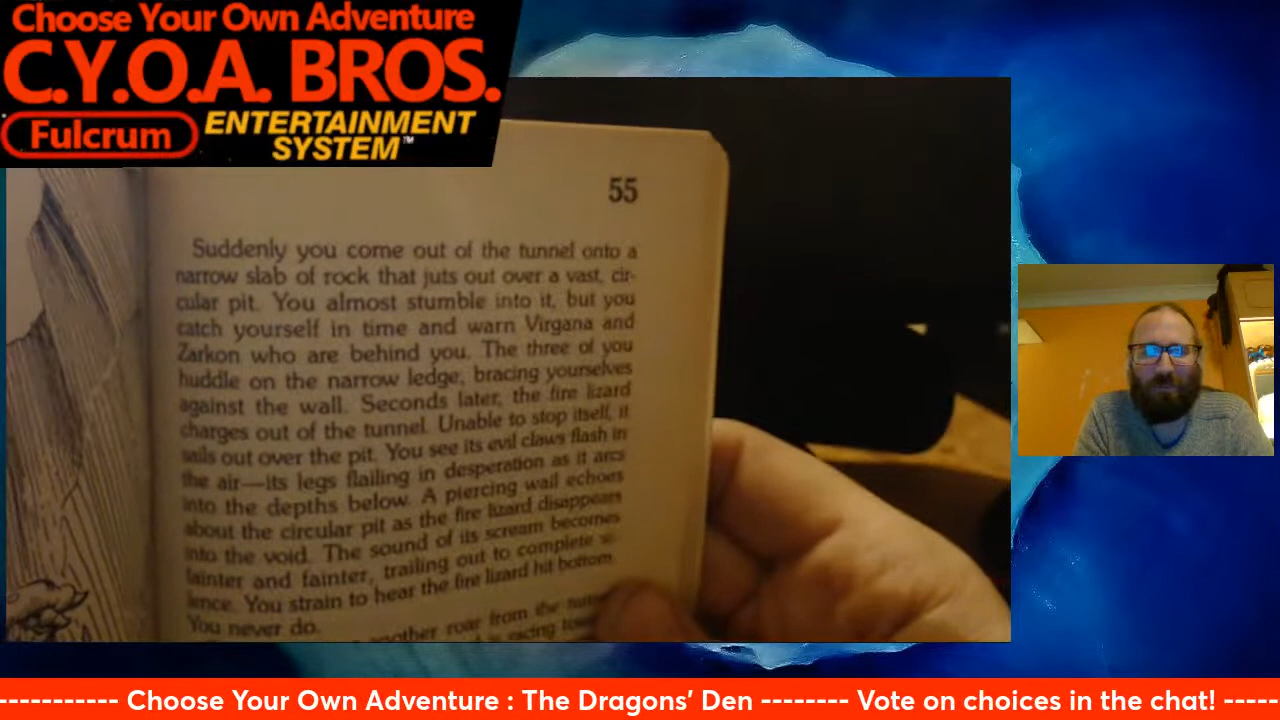 Choose Your Own Adventure
C.Y.O.A. BROS.
Fulcrum
ENTERTAINMENT
SYSTEM™
55
Suddenly you come out of the tunnel onto a
narrow slab of rock that juts out over a vast, cir-
cular pit. You almost stumble into it, but you
catch yourself in time and warn Virgana and
Zarkon who are behind you. The three of you
huddle on the narrow ledge, bracing yourselves
against the wall. Seconds later, the fire lizard
charges out of the tunnel. Unable to stop itself, it
sails out over the pit. You see its evil claws flash in
the air—its legs flailing in desperation as it arcs
into the depths below. A piercing wail echoes
about the circular pit as the fire lizard disappears
into the void. The sound of its scream becomes
fainter and fainter, trailing out to complete si-
lence. You strain to hear the fire lizard hit bottom.
You never do.
another roar from the
is racing
----------- Choose Your Own Adventure : The Dragons' Den -------- Vote on choices in the chat! -----